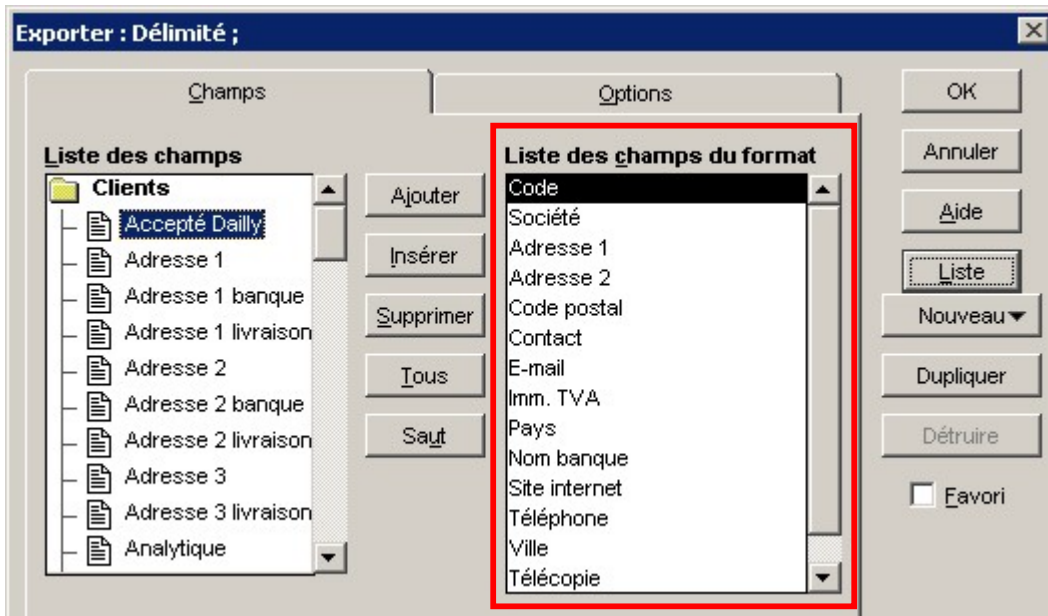 Exporter : Délimité ;
Champs
Options
Liste des champs
Clients
Accepté Dailly
Adresse 1
Adresse 1 banque
Adresse 1 livraison
Adresse 2
Adresse 2 banque
Adresse 2 livraison
Adresse 3
Adresse 3 livraison
Analytique
Ajouter
Insérer
Supprimer
Tous
Saut
Liste des champs du format
Code
Société
Adresse 1
Adresse 2
Code postal
Contact
E-mail
Imm. TVA
Pays
Nom banque
Site internet
Téléphone
Ville
Télécopie
OK
Annuler
Aide
Liste
Nouveau
Dupliquer
Détruire
Favori